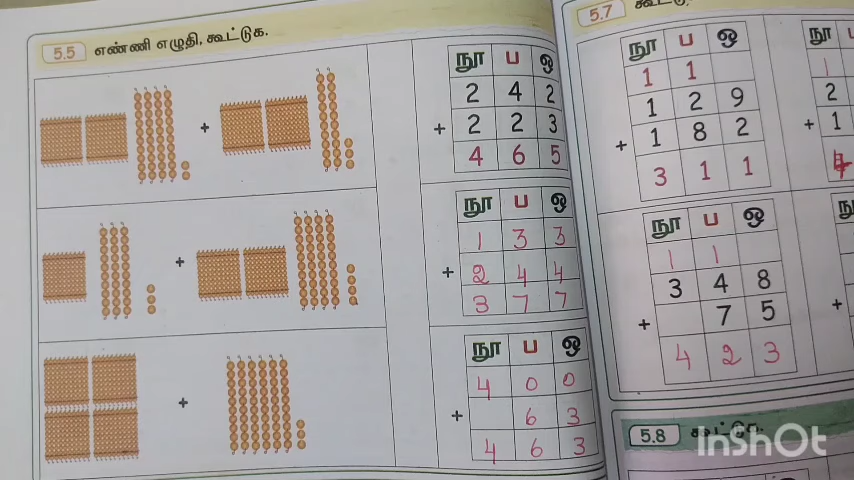 5.5 எண்ணி எழுதி, கூட்டுக.
+
நூ ப ஒ
2 4 2
+ 2 2 3
4 6 5
+
நூ ப ஒ
1 3 3
+ 2 4 4
3 7 7
+
நூ ப ஒ
4 0 0
+ 6 3
4 6 3
5.7
நூ ப ஒ
1 1
1 2 9
+ 1 8 2
3 1 1
நூ
1
2
+ 1
4
நூ ப ஒ
1 1
3 4 8
+ 7 5
4 2 3
+
5.8
InShOt